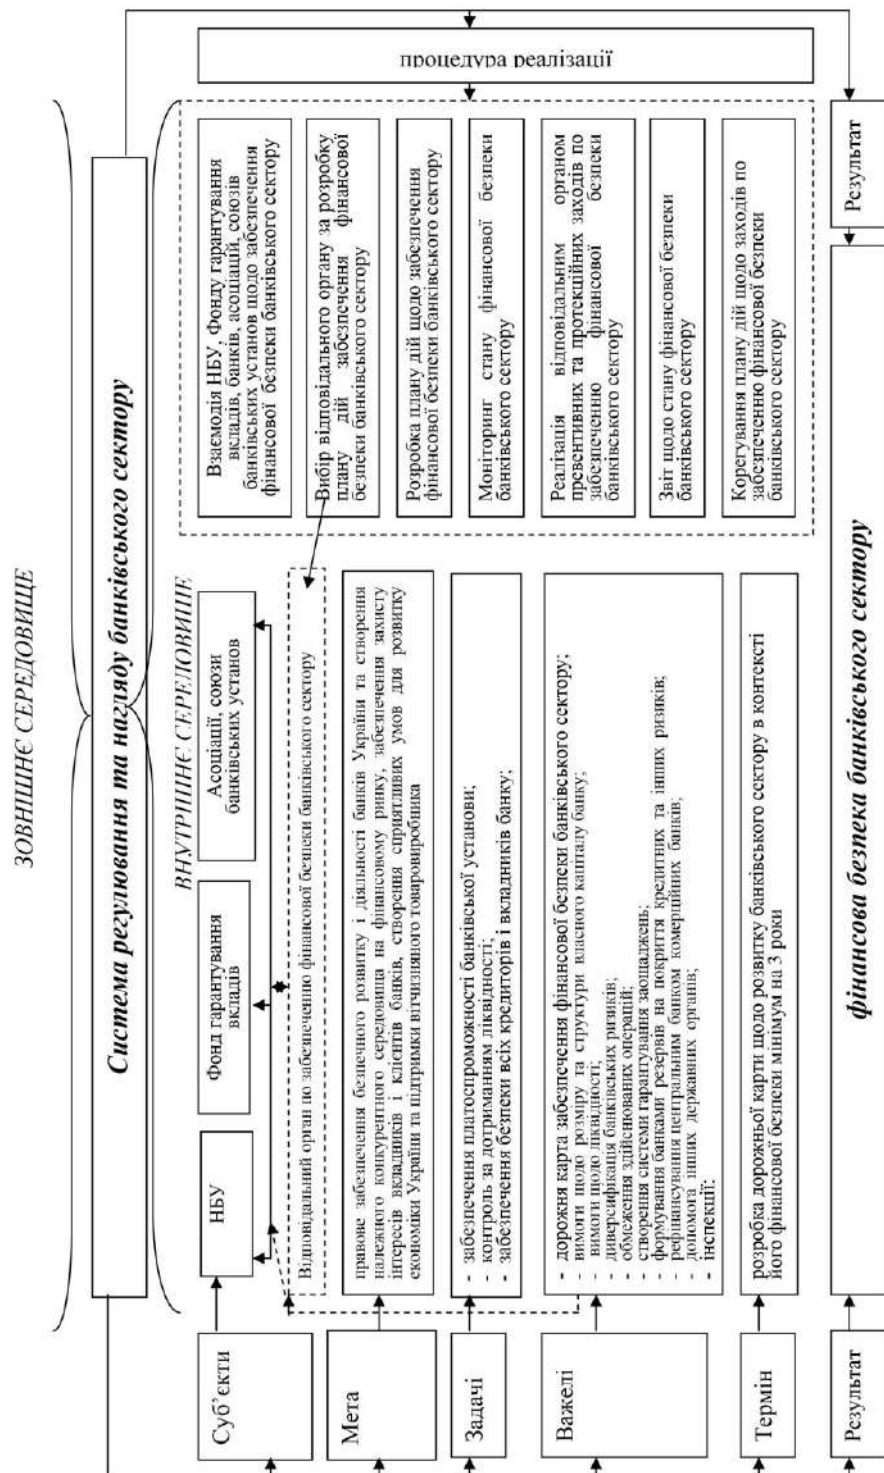 ЗОВНІШНЄ СЕРЕДОВИЩЕ
Система регулювання та нагляду банківського сектору
ВНУТРІШНЄ СЕРЕДОВИЩЕ
Суб’єкти
НБУ
Фонд гарантування
вкладів
Асоціації, союзи
банківських установ
Відповідальний орган по забезпеченню фінансової безпеки банківського сектору
Мета
правове забезпечення безпечного розвитку і діяльності банків України та створення
належного конкурентного середовища на фінансовому ринку, забезпечення захисту
інтересів вкладників і клієнтів банків, створення сприятливих умов для розвитку
економіки України та підтримки вітчизняного товаровиробника
Задачі
- забезпечення платоспроможності банківської установи;
- контроль за дотриманням ліквідності;
- забезпечення безпеки всіх кредиторів і вкладників банку;
Важелі
- дорожня карта забезпечення фінансової безпеки банківського сектору;
- вимоги щодо розміру та структури власного капіталу банку;
- вимоги щодо ліквідності;
- диверсифікація банківських ризиків;
- обмеження здійснюваних операцій;
- створення системи гарантування заощаджень;
- формування банками резервів на покриття кредитних та інших ризиків;
- рефінансування центральним банком комерційних банків;
- допомога інших державних органів;
- інспекції:
Термін
розробка дорожньої карти щодо розвитку банківського сектору в контексті
його фінансової безпеки мінімум на 3 роки
Результат
фінансова безпека банківського сектору
Результат
Взаємодія НБУ, Фонду гарантування
вкладів, банків, асоціацій, союзів
банківських установ щодо забезпечення
фінансової безпеки банківського сектору
Вибір відповідального органу за розробку
плану дій забезпечення фінансової
безпеки банківського сектору
Розробка плану дій щодо забезпечення
фінансової безпеки банківського сектору
Моніторинг стану фінансової безпеки
банківського сектору
Реалізація відповідальним органом
превентивних та протекційних заходів по
забезпеченню фінансової безпеки
банківського сектору
Звіт щодо стану фінансової безпеки
банківського сектору
Корегування плану дій щодо заходів по
забезпеченню фінансової безпеки
банківського сектору
процедура реалізації